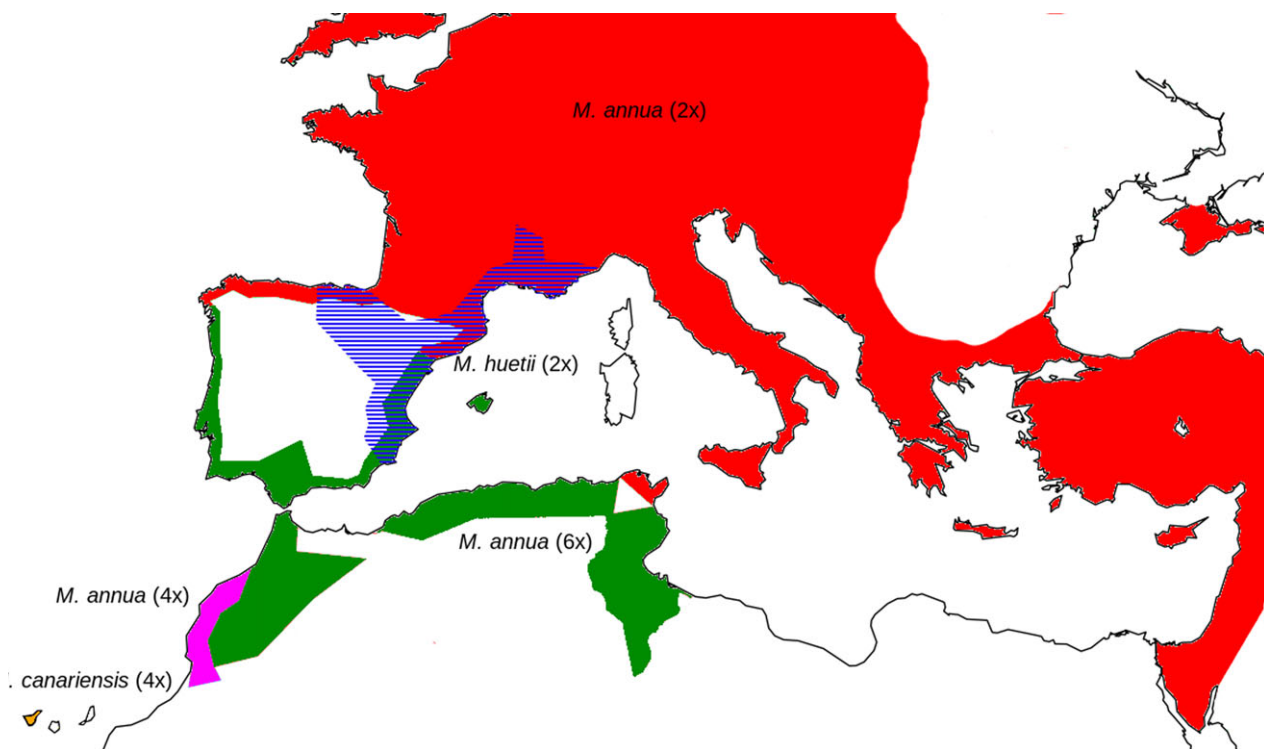 M. annua (2x)
M. huetii (2x)
M. annua (6x)
M. annua (4x)
. canariensis (4x)